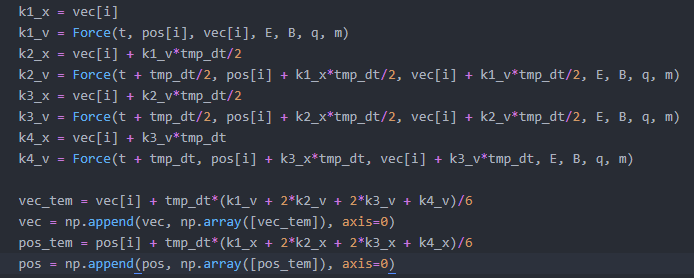 k1_x = vec[i]
k1_v = Force(t, pos[i], vec[i], E, B, q, m)
k2_x = vec[i] + k1_v*tmp_dt/2
k2_v = Force(t + tmp_dt/2, pos[i] + k1_x*tmp_dt/2, vec[i] + k1_v*tmp_dt/2, E, B, q, m)
k3_x = vec[i] + k2_v*tmp_dt/2
k3_v = Force(t + tmp_dt/2, pos[i] + k2_x*tmp_dt/2, vec[i] + k2_v*tmp_dt/2, E, B, q, m)
k4_x = vec[i] + k3_v*tmp_dt
k4_v = Force(t + tmp_dt, pos[i] + k3_x*tmp_dt, vec[i] + k3_v*tmp_dt, E, B, q, m)
vec_tem = vec[i] + tmp_dt*(k1_v + 2*k2_v + 2*k3_v + k4_v)/6
vec = np.append(vec, np.array([vec_tem]), axis=0)
pos_tem = pos[i] + tmp_dt*(k1_x + 2*k2_x + 2*k3_x + k4_x)/6
pos = np.append(pos, np.array([pos_tem]), axis=0)